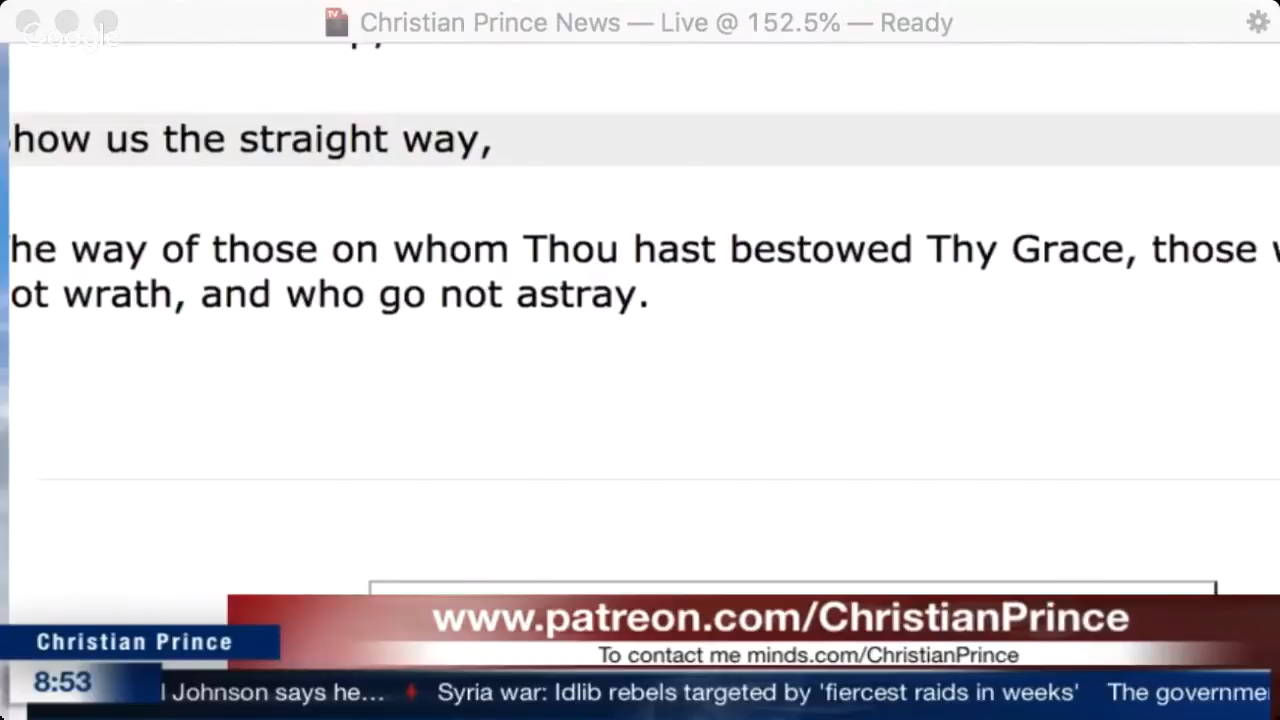 Christian Prince News — Live @ 152.5% — Ready
Google
how us the straight way,
he way of those on whom Thou hast bestowed Thy Grace, those
ot wrath, and who go not astray.
www.patreon.com/ChristianPrince
To contact me minds.com/ChristianPrince
Christian Prince
8:53
l Johnson says he... ♦ Syria war: Idlib rebels targeted by 'fiercest raids in weeks' The governme